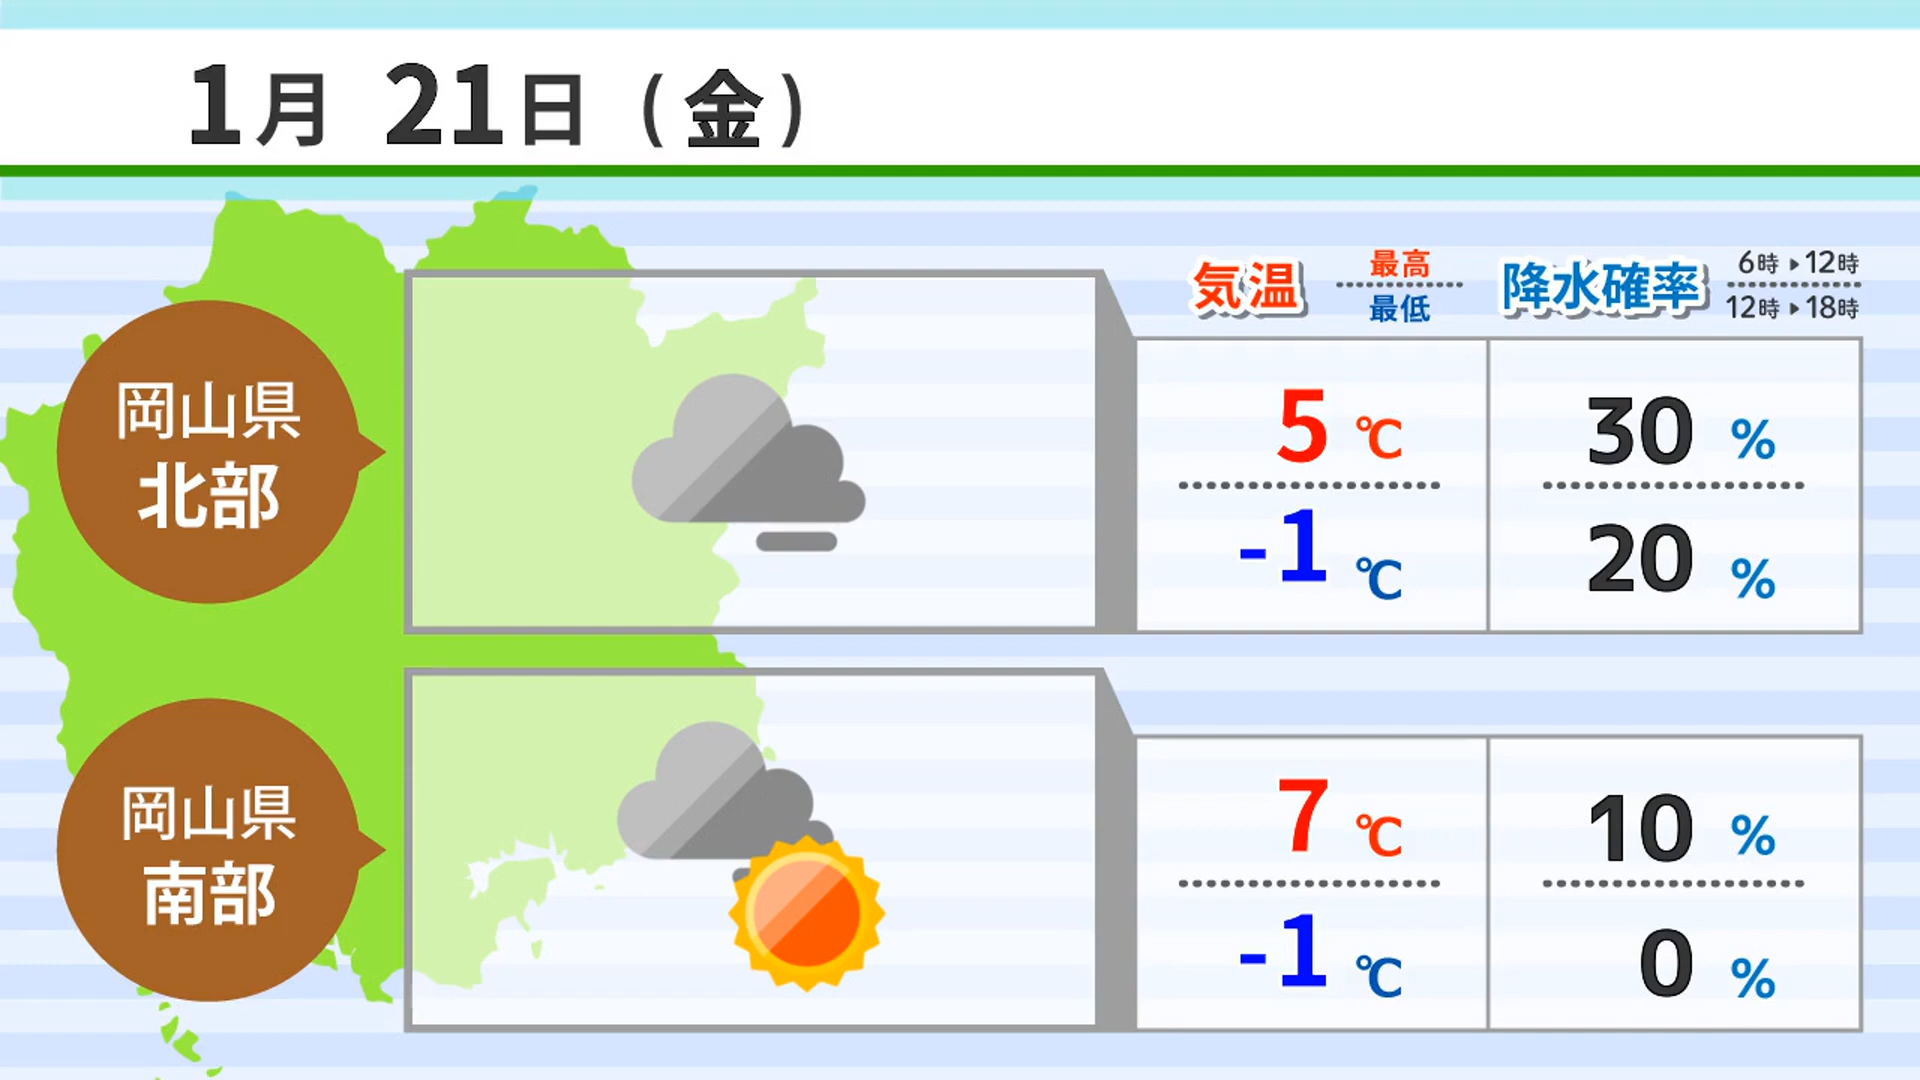 1月 21日 (金)
気温 最高 最低
降水確率 6時▶12時 12時▶18時
岡山県
北部
5℃
-1℃
30%
20%
岡山県
南部
7℃
-1℃
10%
0%